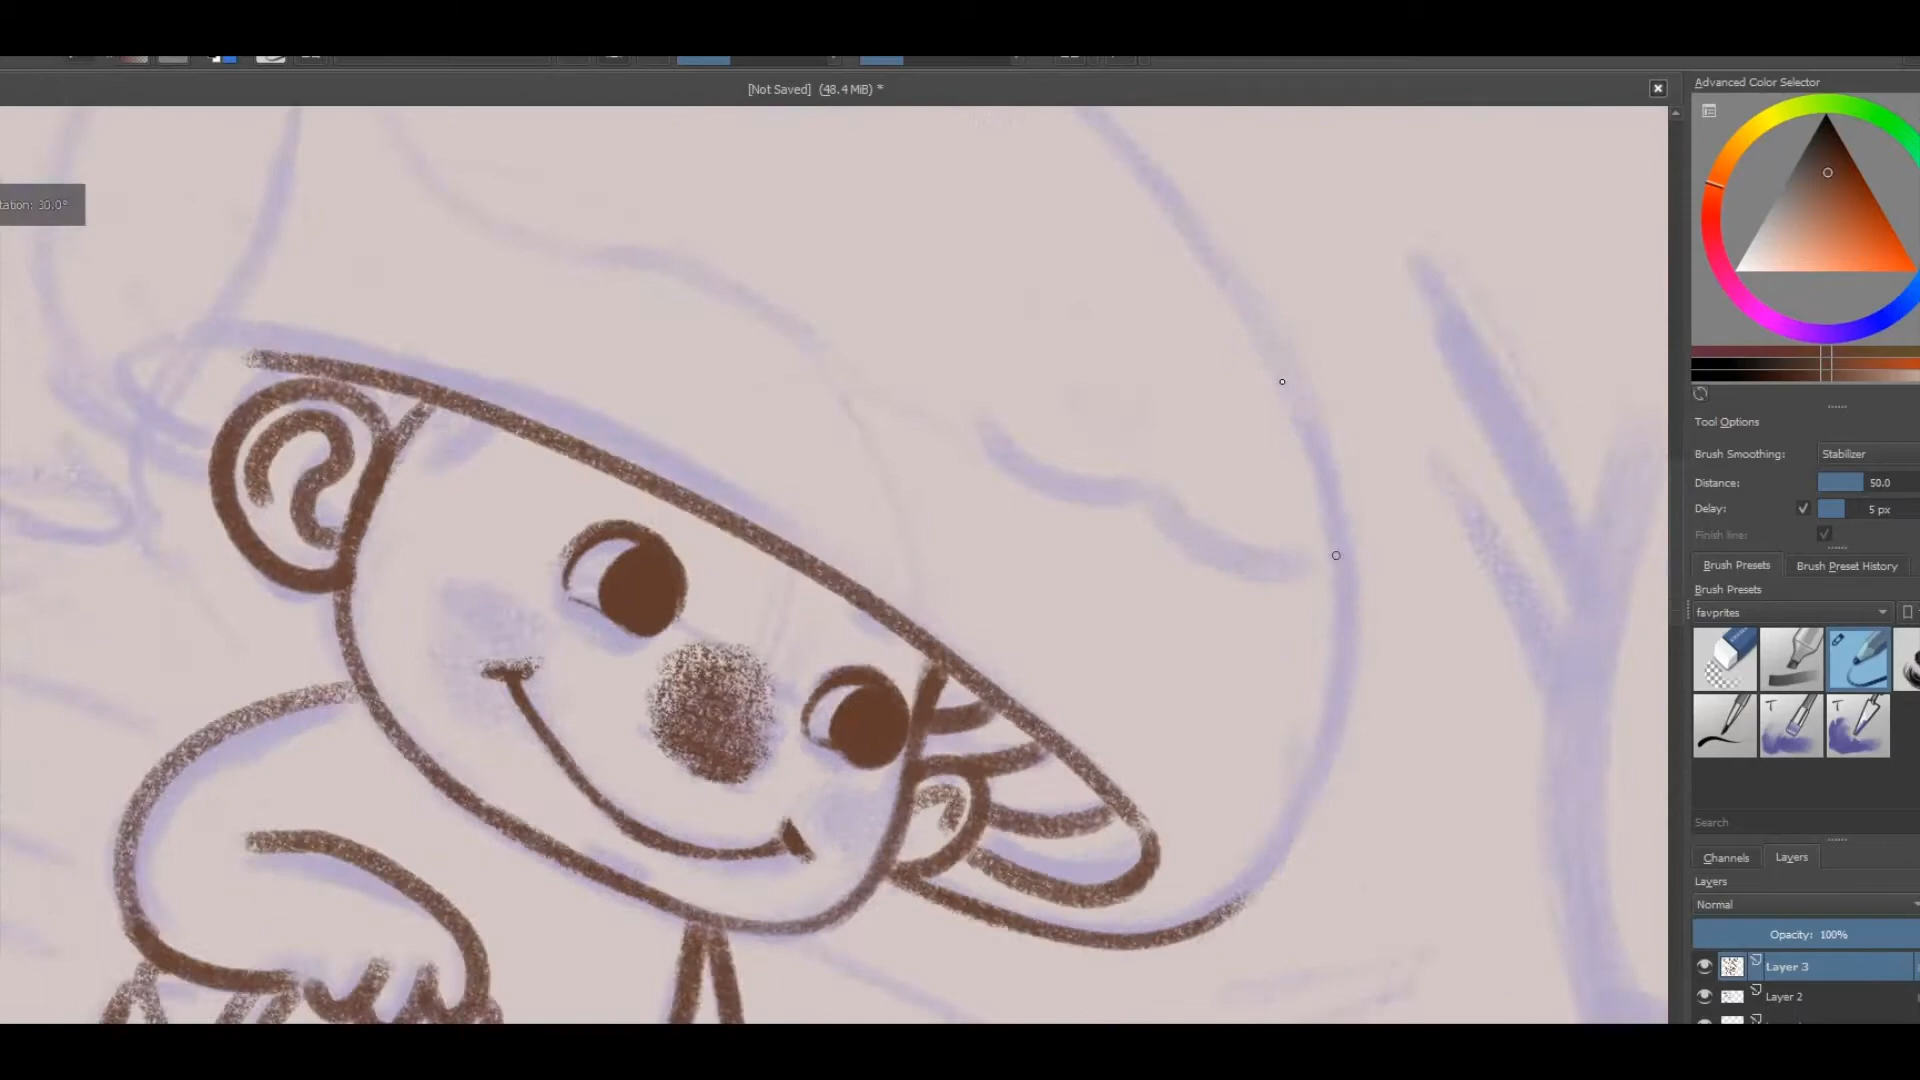 [Not Saved] (48.4 MiB) *
Advanced Color Selector
tation: 30.0°
Tool Options
Brush Smoothing: Stabilizer
Distance: 50.0
Delay: 5 px
Finish line:
Brush Presets Brush Preset History
Brush Presets
favprites
T T
Search
Channels Layers
Layers
Normal
Opacity: 100%
Layer 3
Layer 2